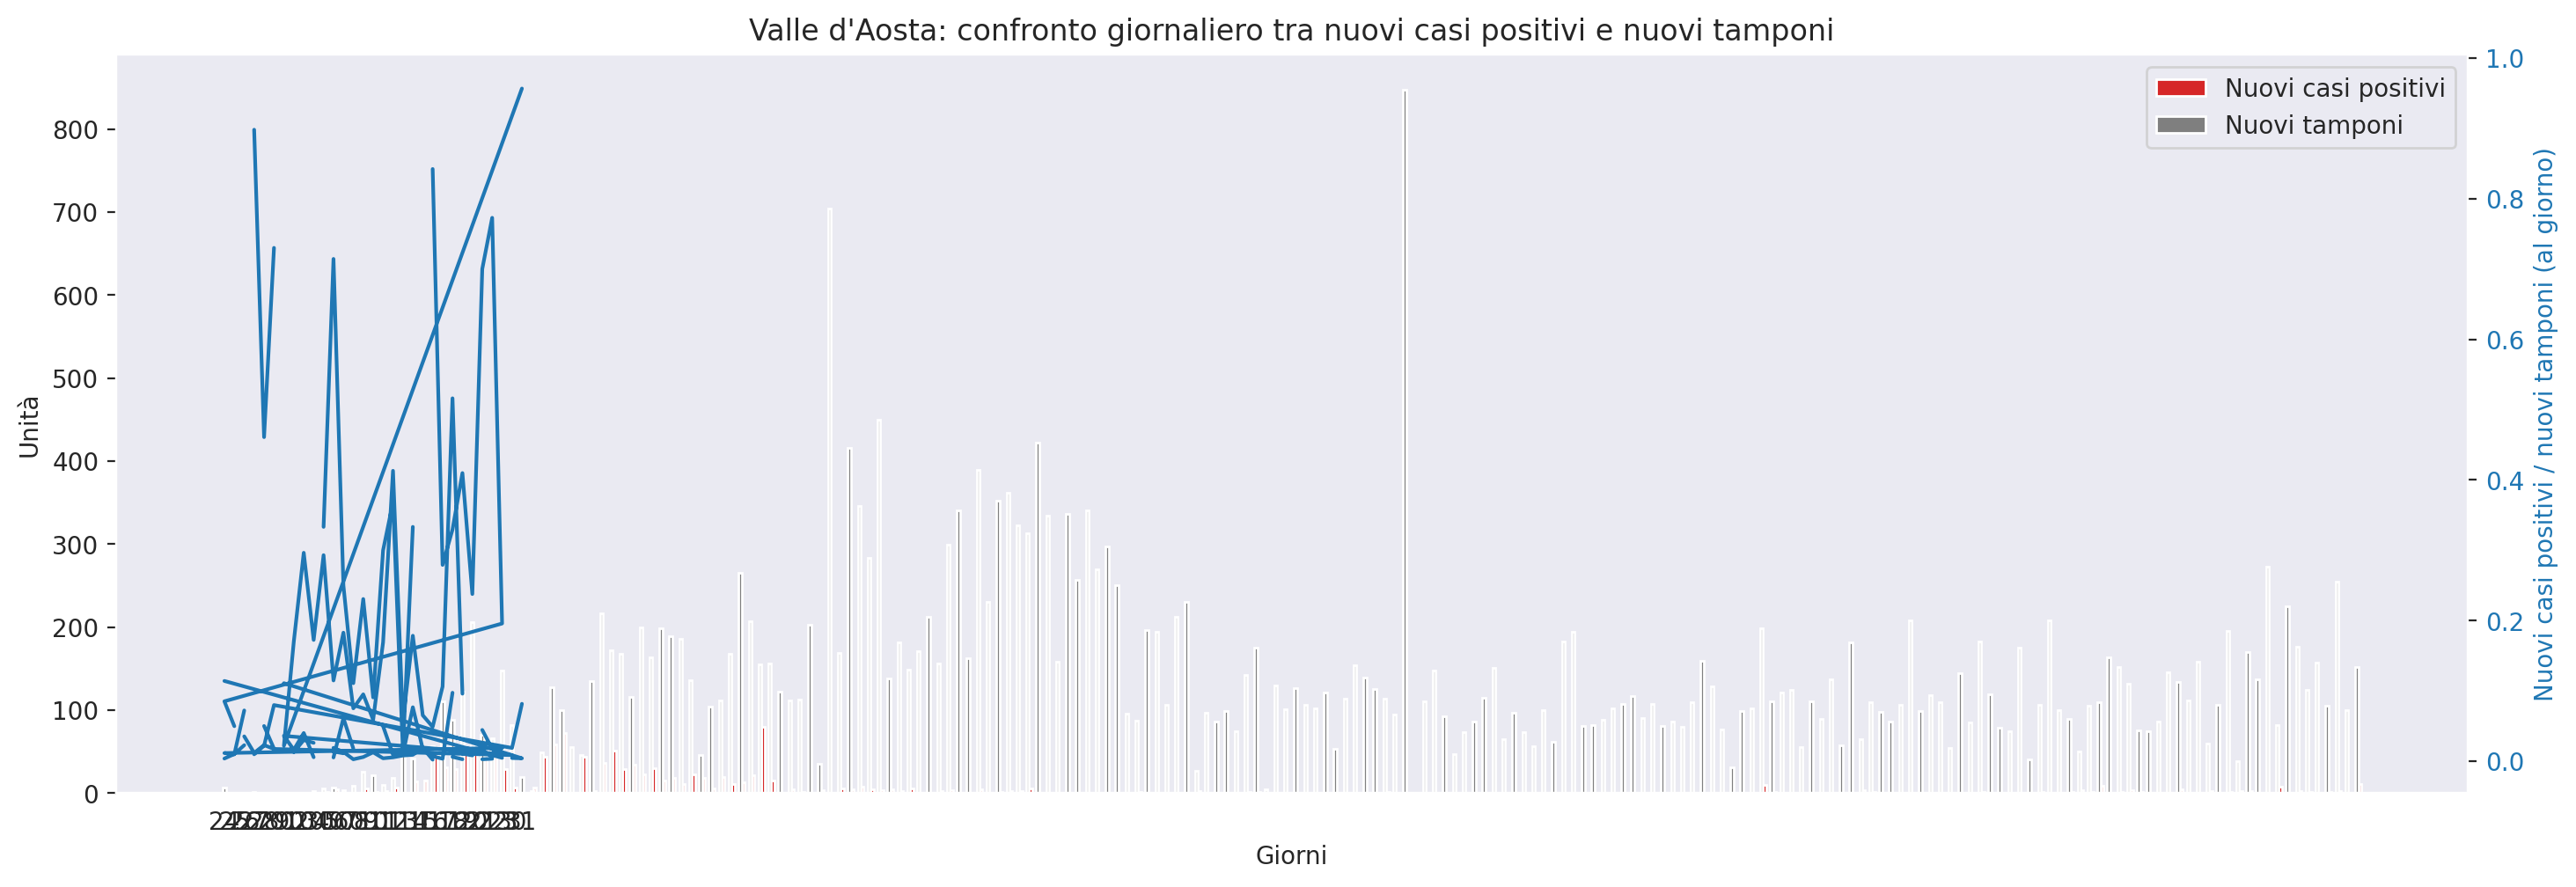 Valle d'Aosta: confronto giornaliero tra nuovi casi positivi e nuovi tamponi
Nuovi casi positivi
Nuovi tamponi
Unità
800
700
600
500
400
300
200
100
0
1.0
0.8
0.6
0.4
0.2
0.0
Nuovi casi positivi / nuovi tamponi (al giorno)
Giorni